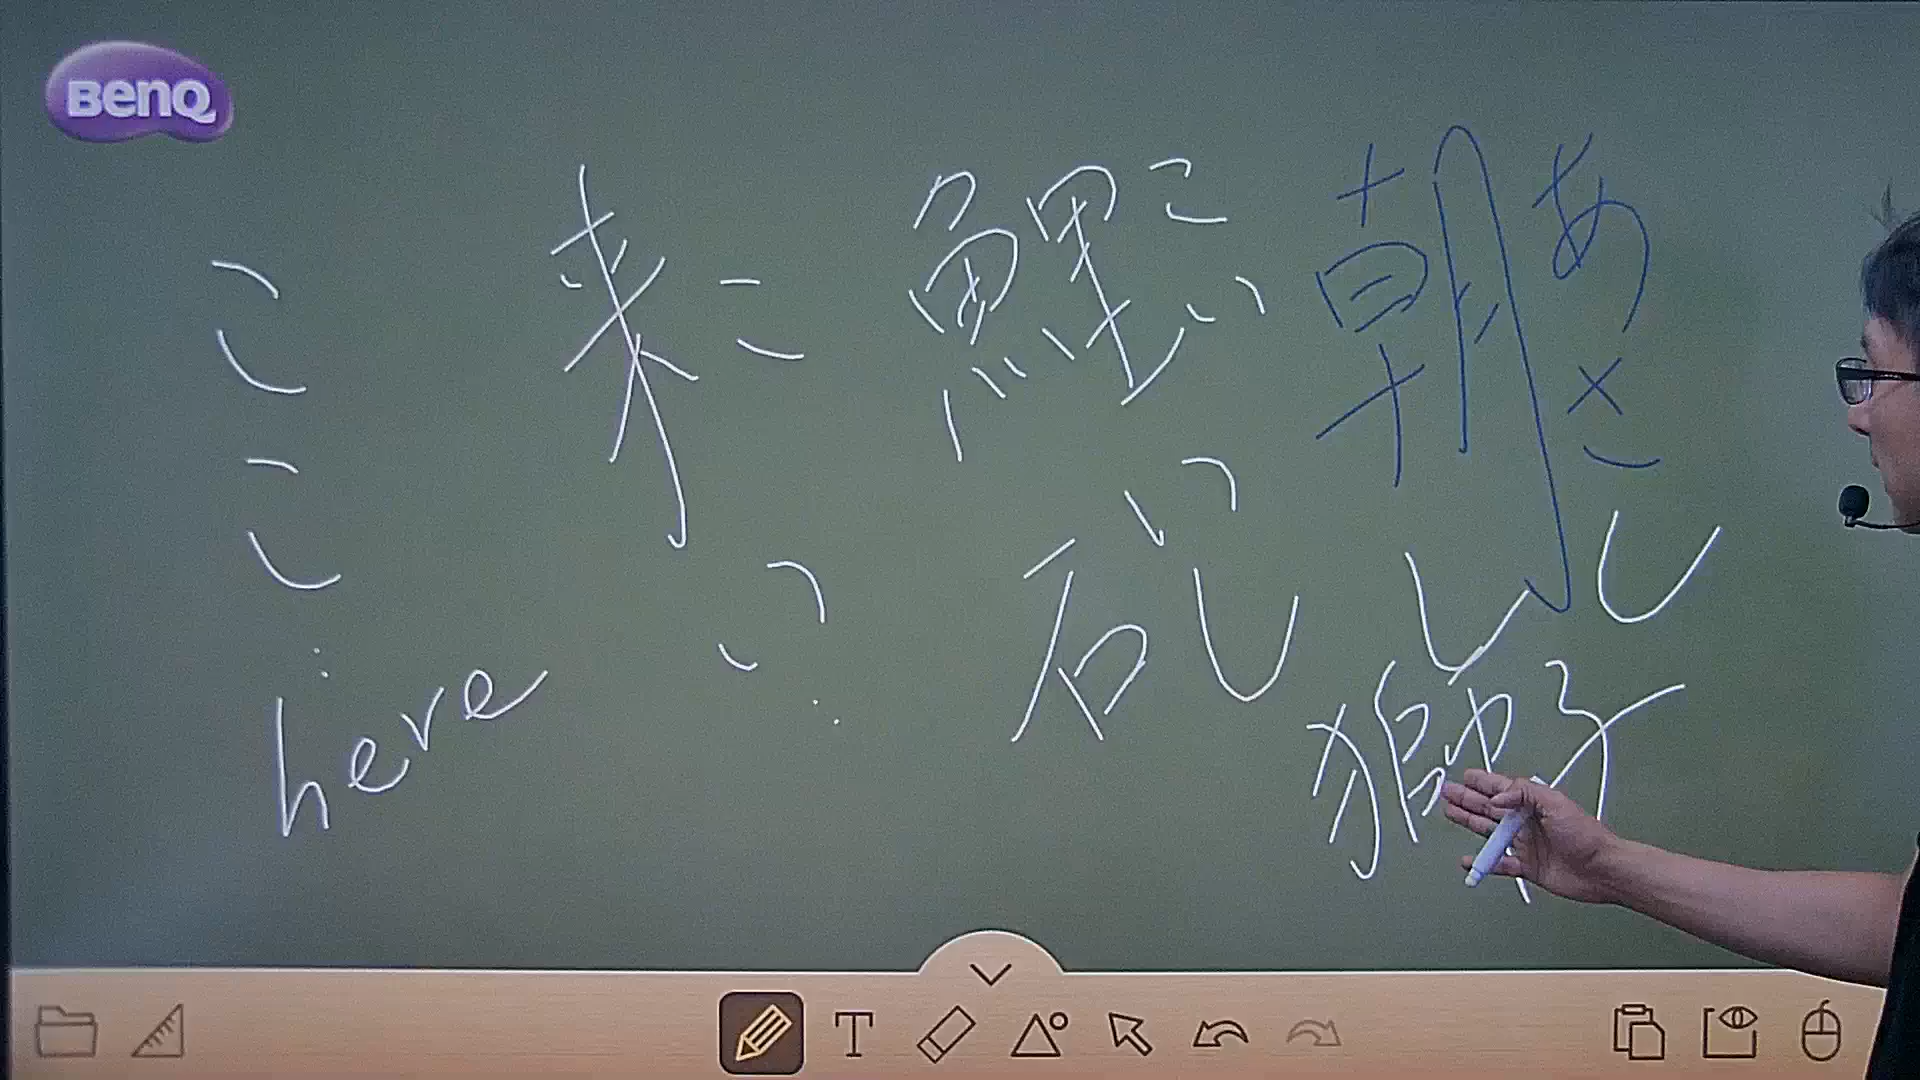 BenQ
ここ
here
来こ
い
鯉こ
い
石い
し
朝あ
さ
しし
獅子
T